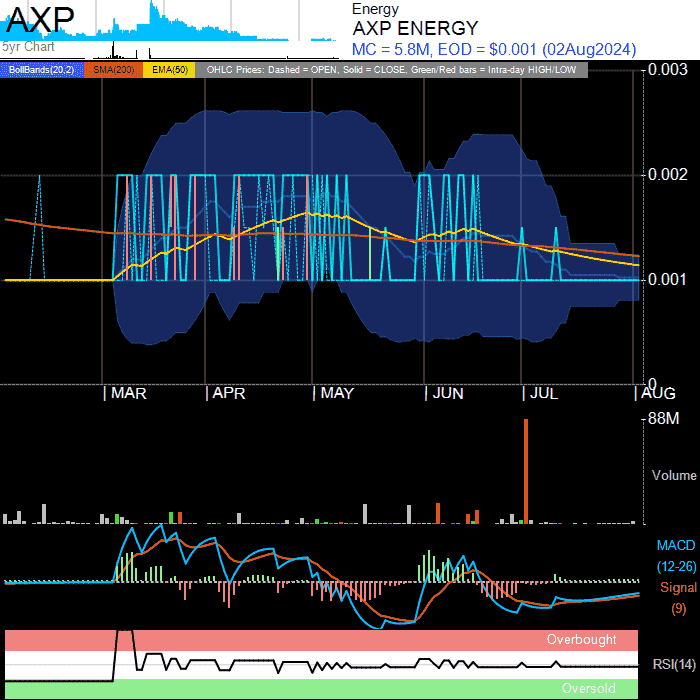 AXP
5yr Chart
Energy
AXP ENERGY
MC = 5.8M, EOD = $0.001 (02Aug2024)
BollBands(20,2) SMA(200) EMA(50) OHLC Prices: Dashed = OPEN, Solid = CLOSE, Green/Red bars = Intra-day HIGH/LOW
0.003
0.002
0.001
0
| MAR | APR | MAY | JUN | JUL | AUG
88M
Volume
MACD
(12-26)
Signal
(9)
Overbought
RSI(14)
Oversold